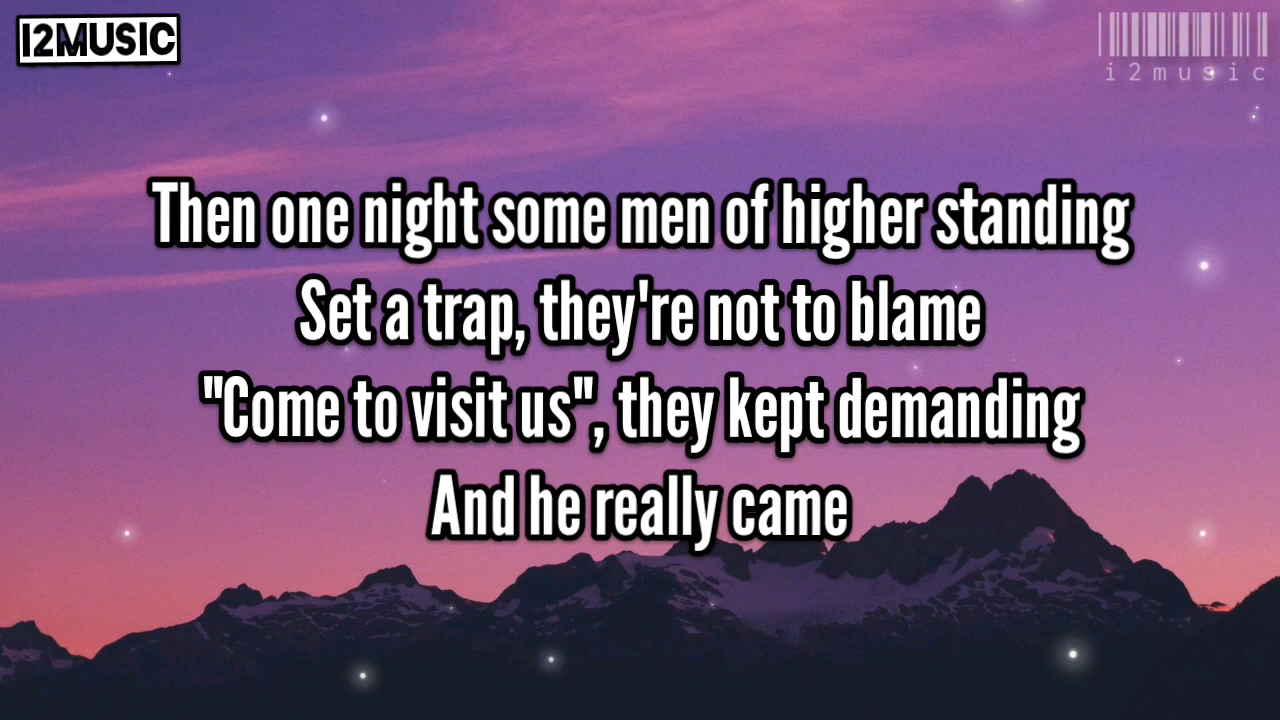 I2MUSIC
i2music
Then one night some men of higher standing
Set a trap, they're not to blame
"Come to visit us", they kept demanding
And he really came